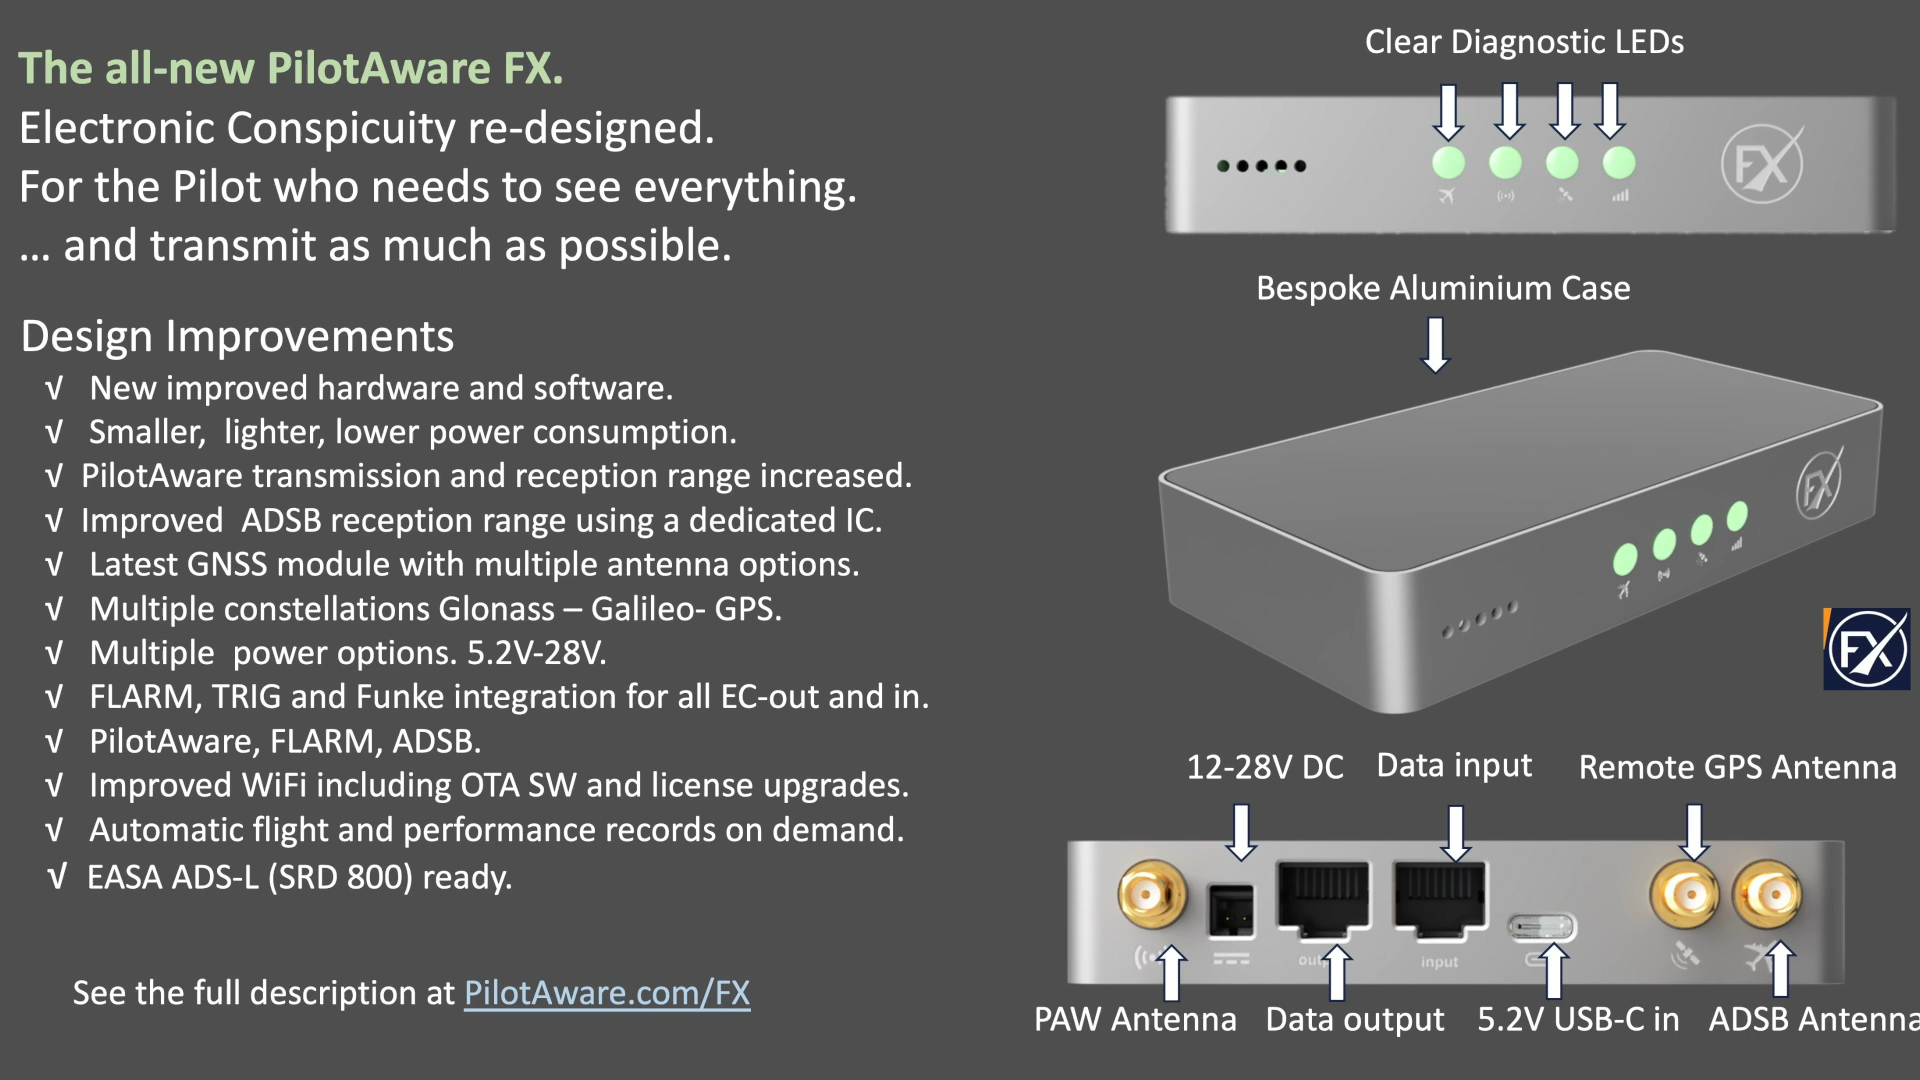 The all-new PilotAware FX.
Electronic Conspicuity re-designed.
For the Pilot who needs to see everything.
... and transmit as much as possible.
Design Improvements
√ New improved hardware and software.
√ Smaller, lighter, lower power consumption.
√ PilotAware transmission and reception range increased.
√ Improved ADSB reception range using a dedicated IC.
√ Latest GNSS module with multiple antenna options.
√ Multiple constellations Glonass – Galileo- GPS.
√ Multiple power options. 5.2V-28V.
√ FLARM, TRIG and Funke integration for all EC-out and in.
√ PilotAware, FLARM, ADSB.
√ Improved WiFi including OTA SW and license upgrades.
√ Automatic flight and performance records on demand.
√ EASA ADS-L (SRD 800) ready.
See the full description at PilotAware.com/FX
Clear Diagnostic LEDs
FX
Bespoke Aluminium Case
FX
FX
12-28V DC
Data input
Remote GPS Antenna
input
PAW Antenna
Data output
5.2V USB-C in
ADSB Antenna